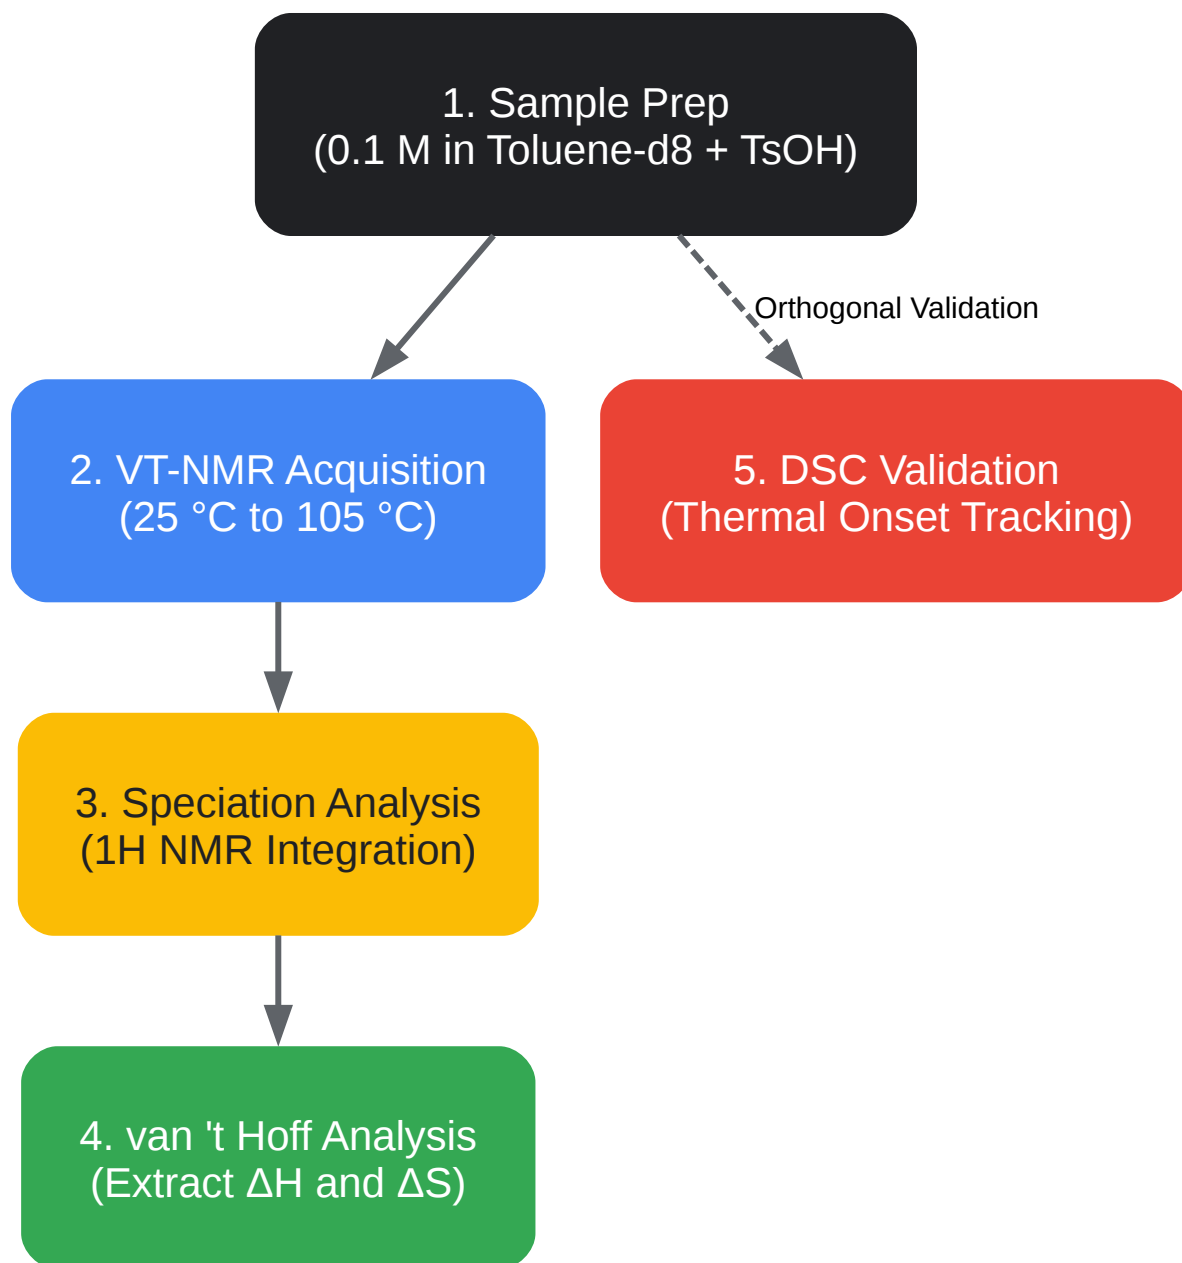 1. Sample Prep
(0.1 M in Toluene-d8 + TsOH)
Orthogonal Validation
2. VT-NMR Acquisition
(25 °C to 105 °C)
5. DSC Validation
(Thermal Onset Tracking)
3. Speciation Analysis
(1H NMR Integration)
4. van 't Hoff Analysis
(Extract ΔH and ΔS)